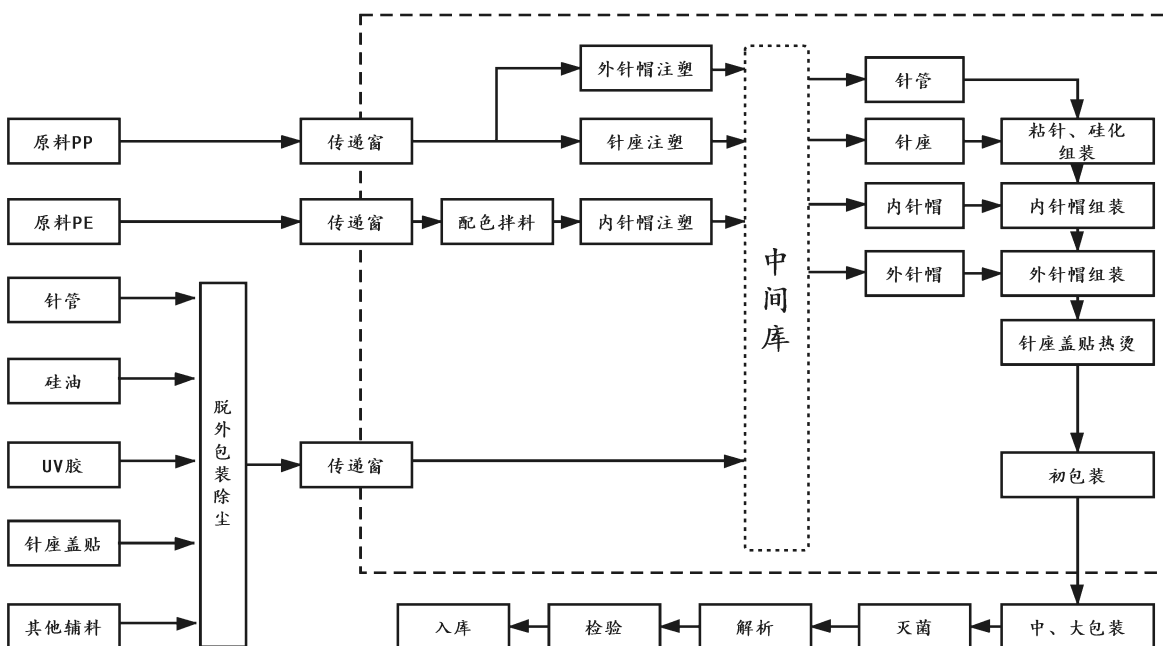 外针帽注塑
针管
原料PP
传递窗
针座注塑
针座
粘针、硅化
组装
原料PE
传递窗
配色拌料
内针帽注塑
内针帽
内针帽组装
中间库
外针帽
外针帽组装
针管
针座盖贴热烫
硅油
脱外包装除尘
UV胶
传递窗
初包装
针座盖贴
其他辅料
入库
检验
解析
灭菌
中、大包装